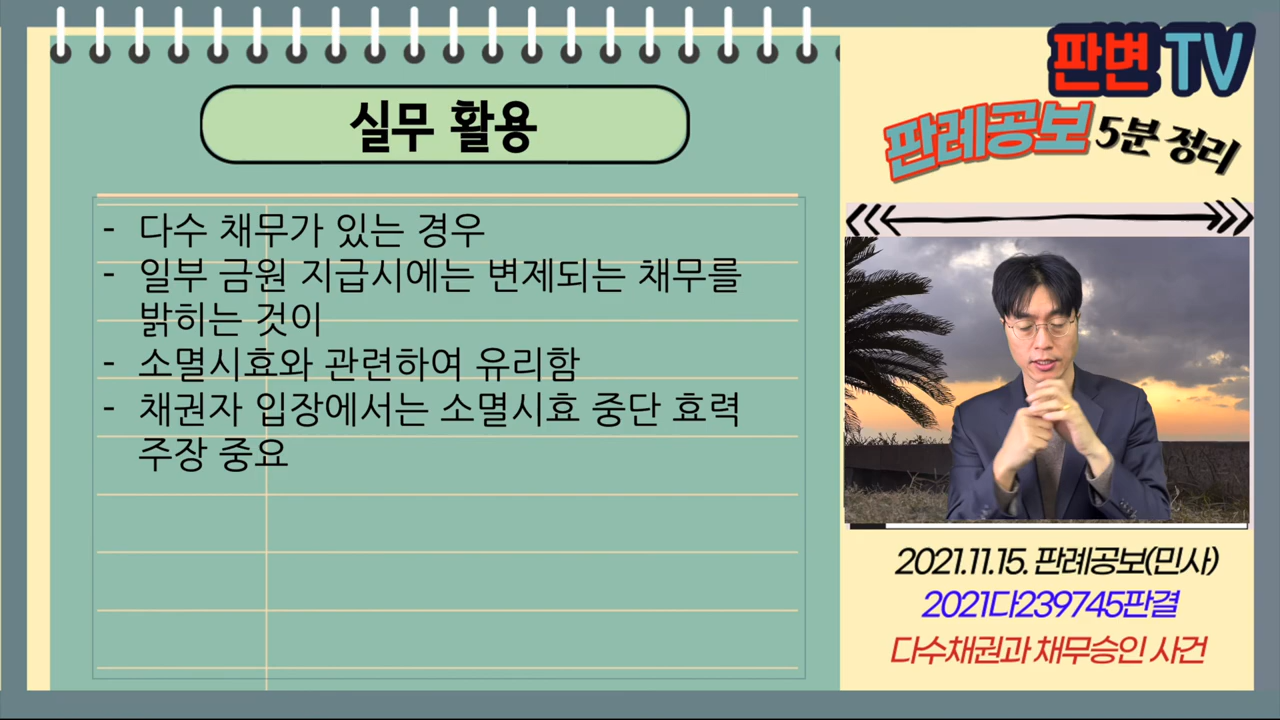 실무 활용
- 다수 채무가 있는 경우
- 일부 금원 지급시에는 변제되는 채무를
밝히는 것이
- 소멸시효와 관련하여 유리함
- 채권자 입장에서는 소멸시효 중단 효력
주장 중요
판변 TV
판례공보 5분 정리
2021.11.15. 판례공보(민사)
2021다239745판결
다수채권과 채무승인 사건